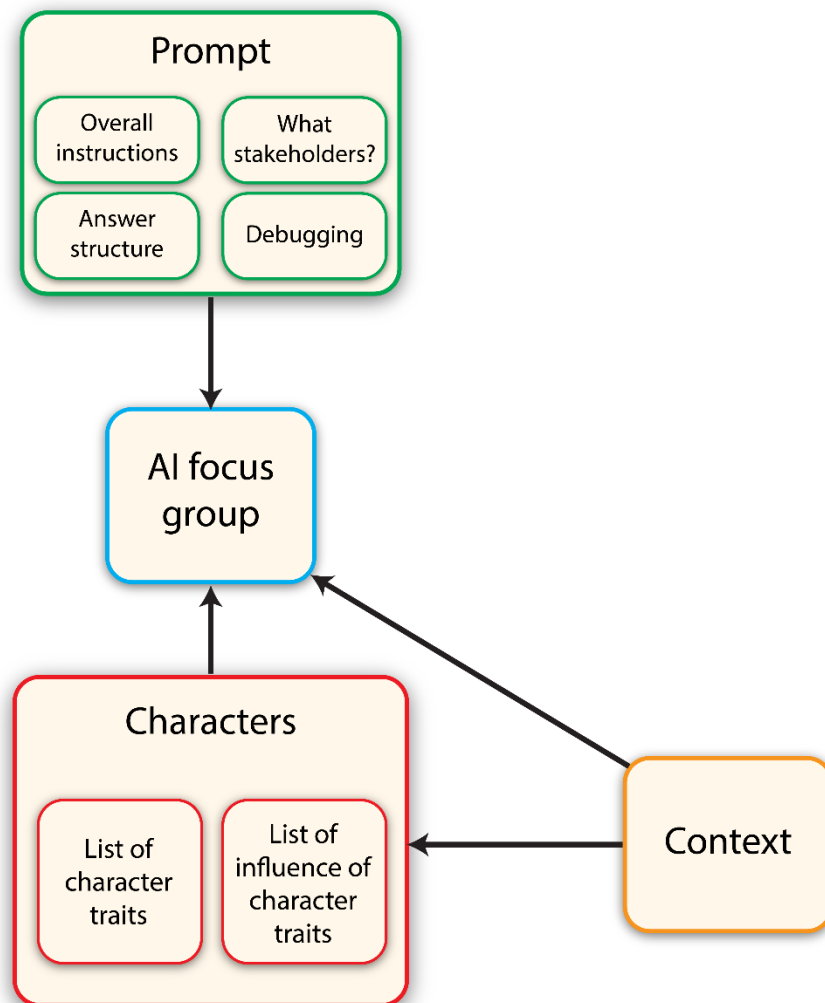 Prompt
Overall
instructions
What
stakeholders?
Answer
structure
Debugging
AI focus
group
Characters
List of
character
traits
List of
influence of
character
traits
Context